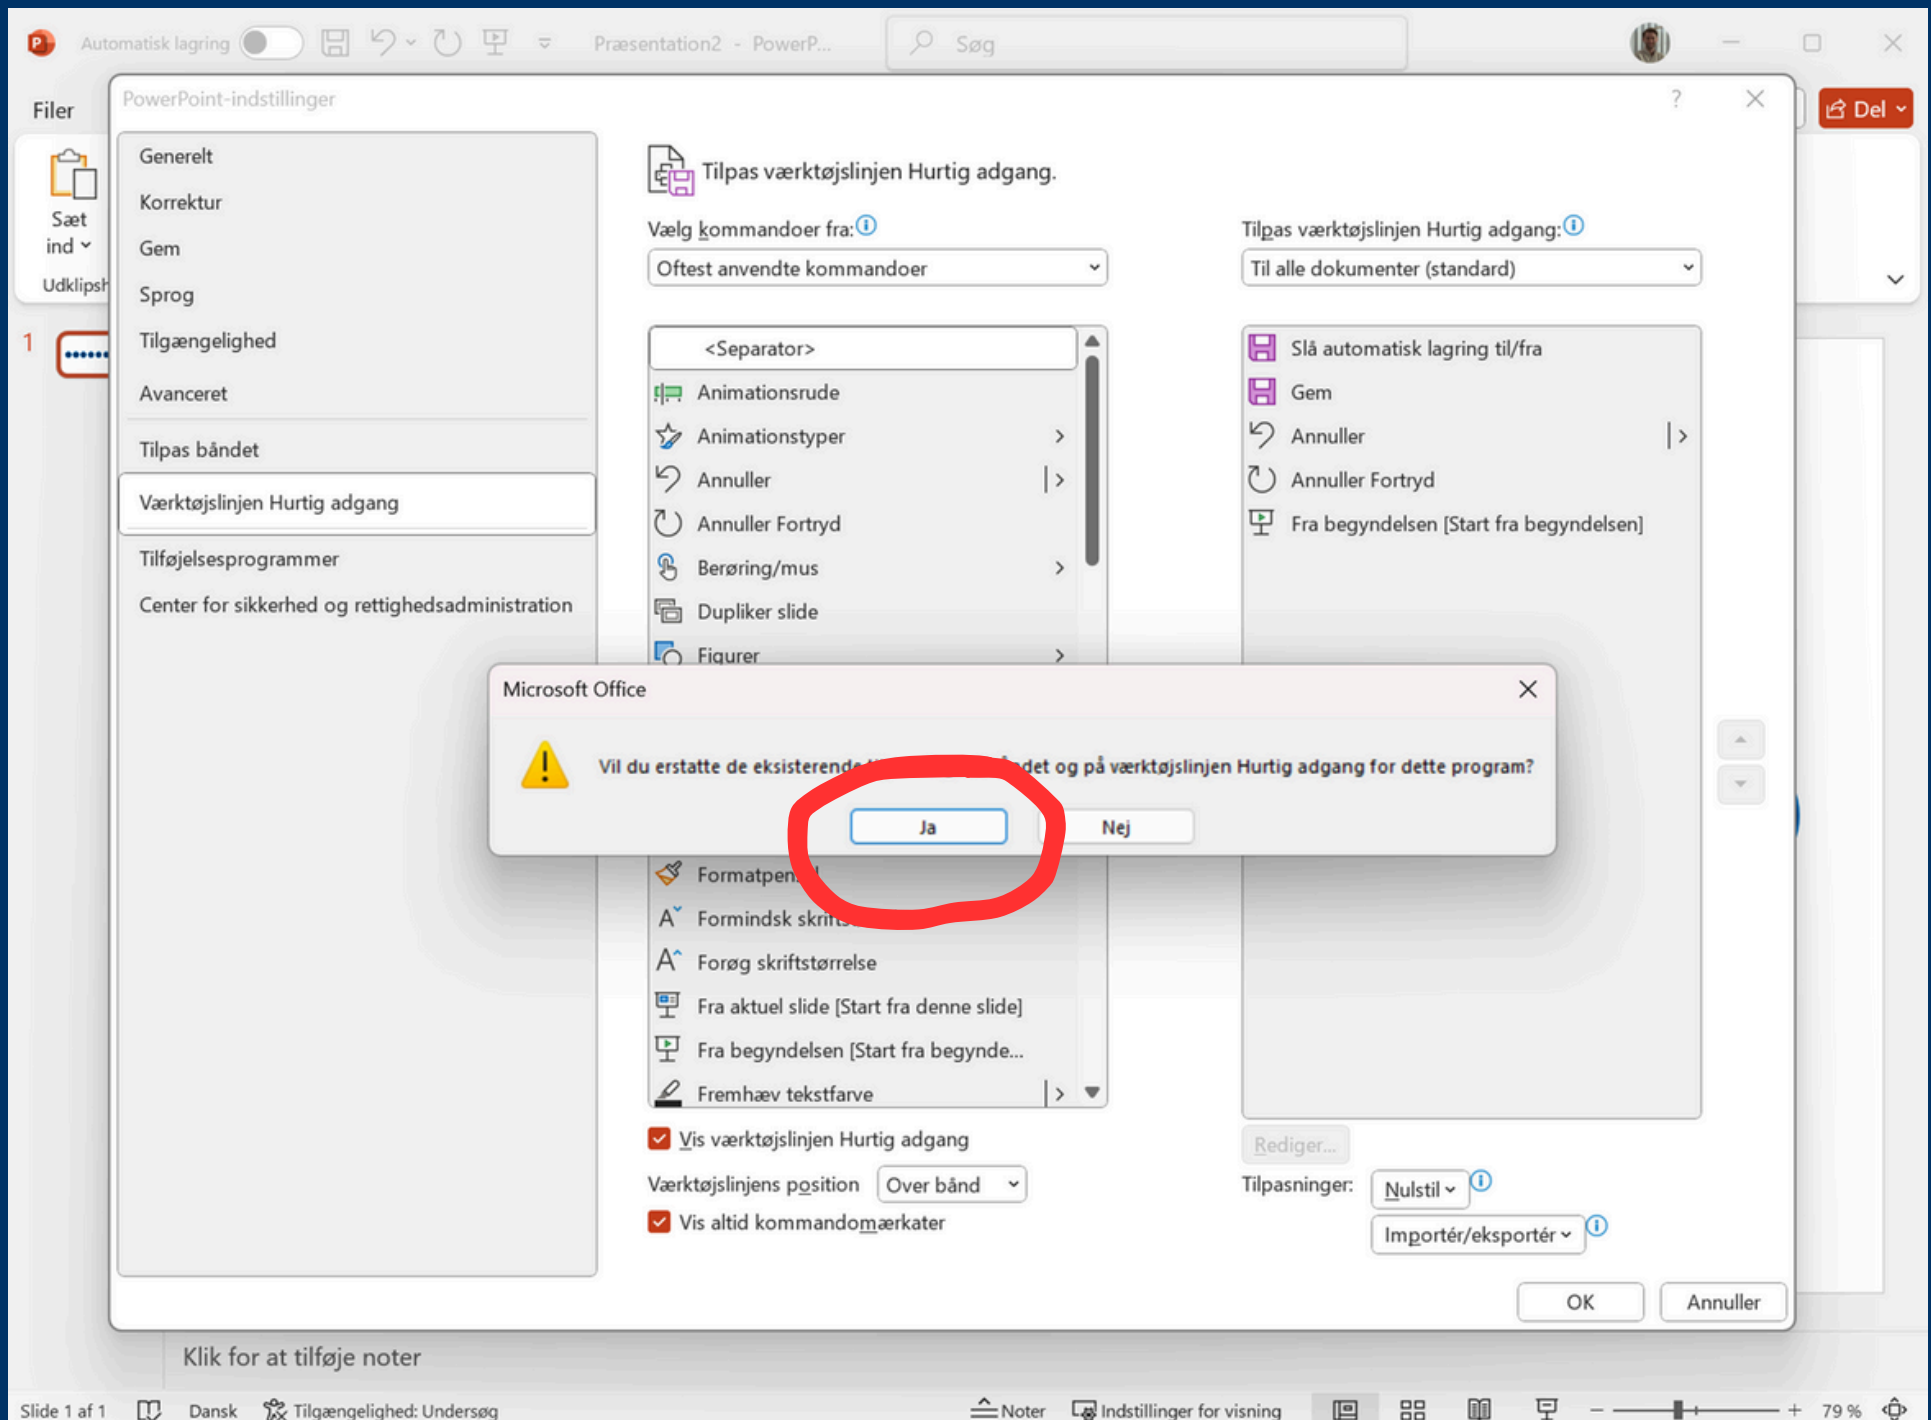 Automatisk lagring
Præsentation2 - PowerP...
Søg
Filer
Del
Sæt
ind
Udklipsh
1
PowerPoint-indstillinger
?
Generelt
Korrektur
Gem
Sprog
Tilgængelighed
Avanceret
Tilpas båndet
Værktøjslinjen Hurtig adgang
Tilføjelsesprogrammer
Center for sikkerhed og rettighedsadministration
Tilpas værktøjslinjen Hurtig adgang.
Vælg kommandoer fra:
Oftest anvendte kommandoer
<Separator>
Animationsrude
Animationstyper
Annuller
Annuller Fortryd
Berøring/mus
Dupliker slide
Figurer
Tilpas værktøjslinjen Hurtig adgang:
Til alle dokumenter (standard)
Slå automatisk lagring til/fra
Gem
Annuller
Annuller Fortryd
Fra begyndelsen [Start fra begyndelsen]
Microsoft Office
Vil du erstatte de eksisterende og på værktøjslinjen Hurtig adgang for dette program?
Ja
Nej
Forøg skriftstørrelse
Fra aktuel slide [Start fra denne slide]
Fra begyndelsen [Start fra begynde...
Fremhæv tekstfarve
Vis værktøjslinjen Hurtig adgang
Værktøjslinjens position
Over bånd
Vis altid kommandomærkater
Rediger...
Tilpasninger:
Nulstil
Importér/eksportér
OK
Annuller
Klik for at tilføje noter
Slide 1 af 1
Dansk
Tilgængelighed: Undersøg
Noter
Indstillinger for visning
79 %